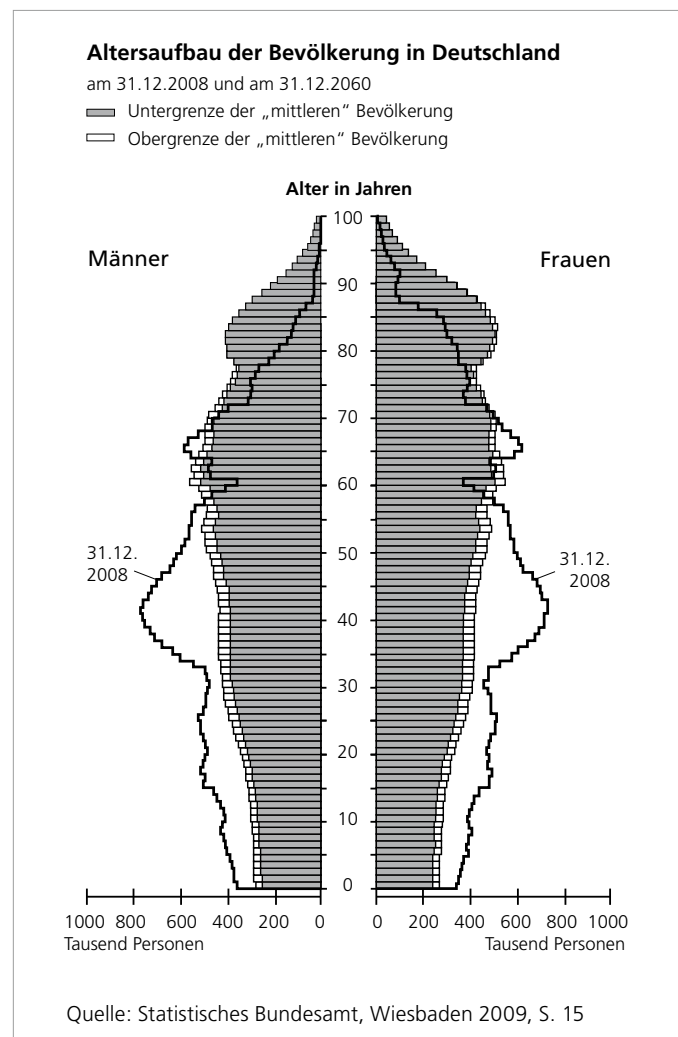 Altersaufbau der Bevölkerung in Deutschland
am 31.12.2008 und am 31.12.2060
Untergrenze der „mittleren“ Bevölkerung
Obergrenze der „mittleren“ Bevölkerung
Alter in Jahren
Männer
Frauen
100
90
80
70
60
50
40
30
20
10
0
31.12.
2008
31.12.
2008
1000 800 600 400 200 0
Tausend Personen
0 200 400 600 800 1000
Tausend Personen
Quelle: Statistisches Bundesamt, Wiesbaden 2009, S. 15